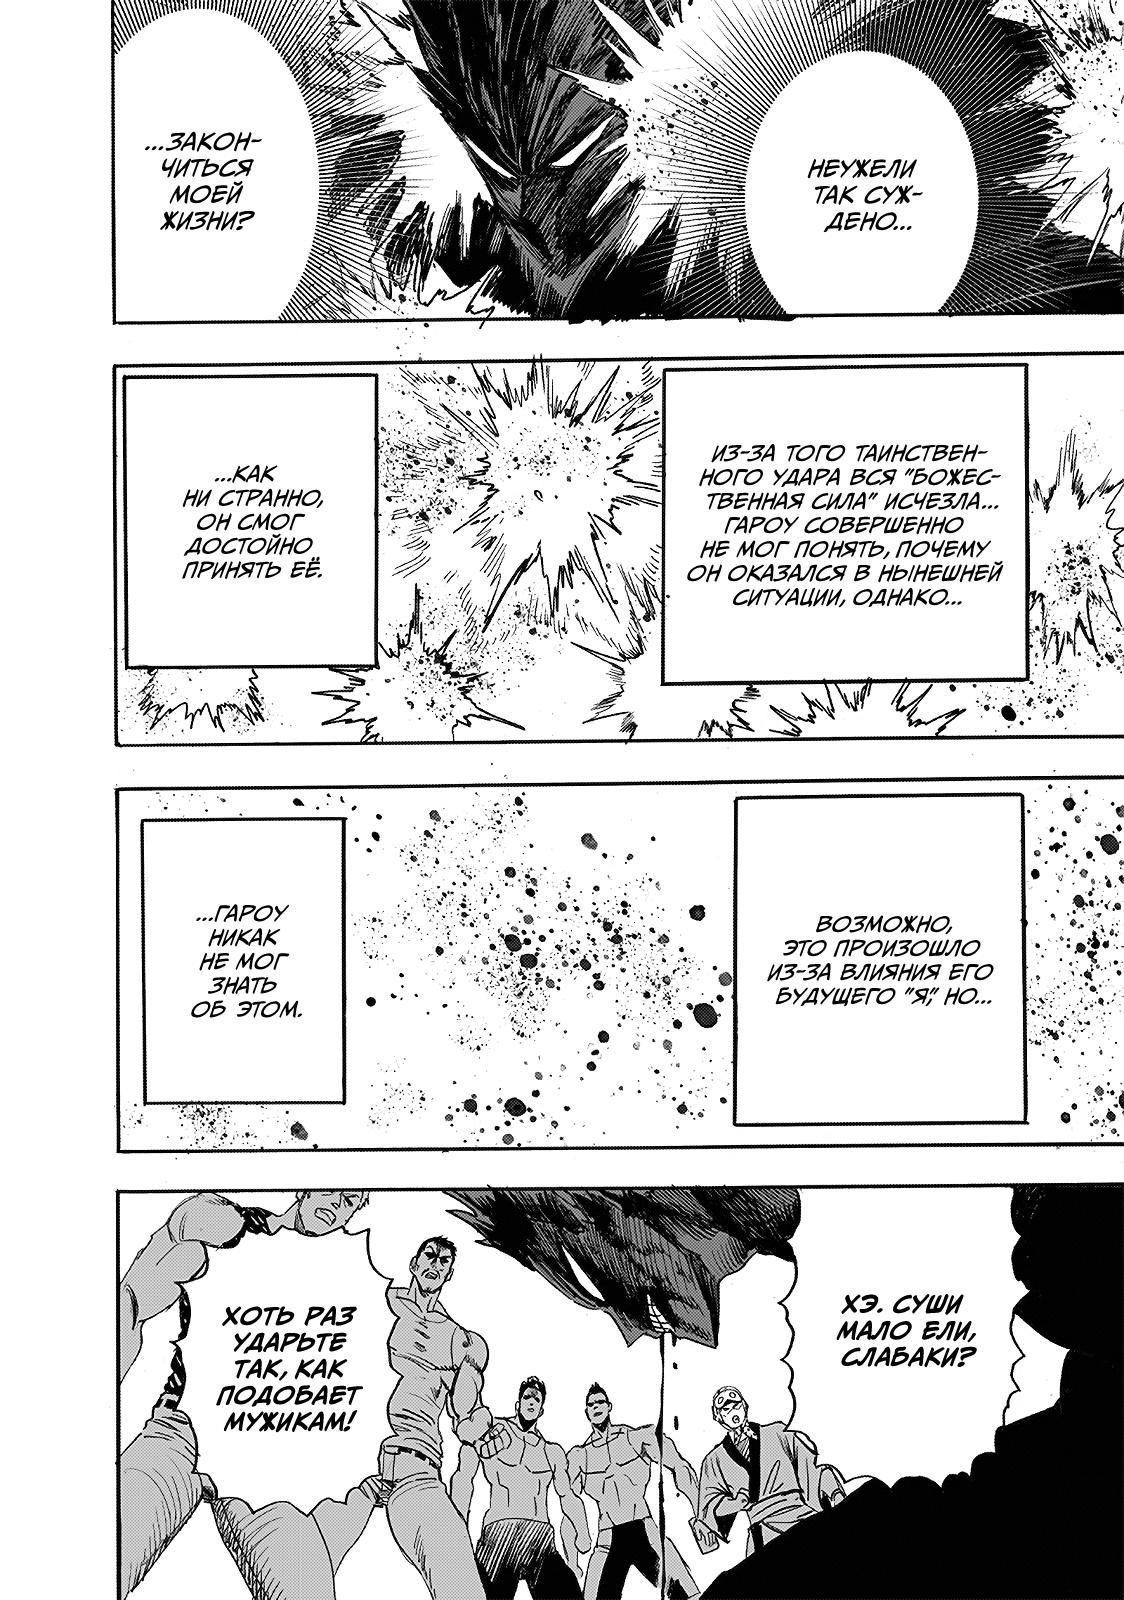 НЕУЖЕЛИ
ТАК СУЖ-
ДЕНО...
...ЗАКОН-
ЧИТЬСЯ
МОЕЙ
ЖИЗНИ?
ИЗ-ЗА ТОГО ТАИНСТВЕН-
НОГО УДАРА ВСЯ "БОЖЕС-
ТВЕННАЯ СИЛА" ИСЧЕЗЛА...
ГАРОУ СОВЕРШЕННО
НЕ МОГ ПОНЯТЬ, ПОЧЕМУ
ОН ОКАЗАЛСЯ В НЫНЕШНЕЙ
СИТУАЦИИ, ОДНАКО...
...КАК
НИ СТРАННО,
ОН СМОГ
ДОСТОЙНО
ПРИНЯТЬ ЕЁ.
ВОЗМОЖНО,
ЭТО ПРОИЗОШЛО
ИЗ-ЗА ВЛИЯНИЯ ЕГО
БУДУЩЕГО "Я", НО...
...ГАРОУ
НИКАК
НЕ МОГ
ЗНАТЬ
ОБ ЭТОМ.
ХЭ. СУШИ
МАЛО ЕЛИ,
СЛАБАКИ?
ХОТЬ РАЗ
УДАРЬТЕ
ТАК, КАК
ПОДОБАЕТ
МУЖИКАМ!